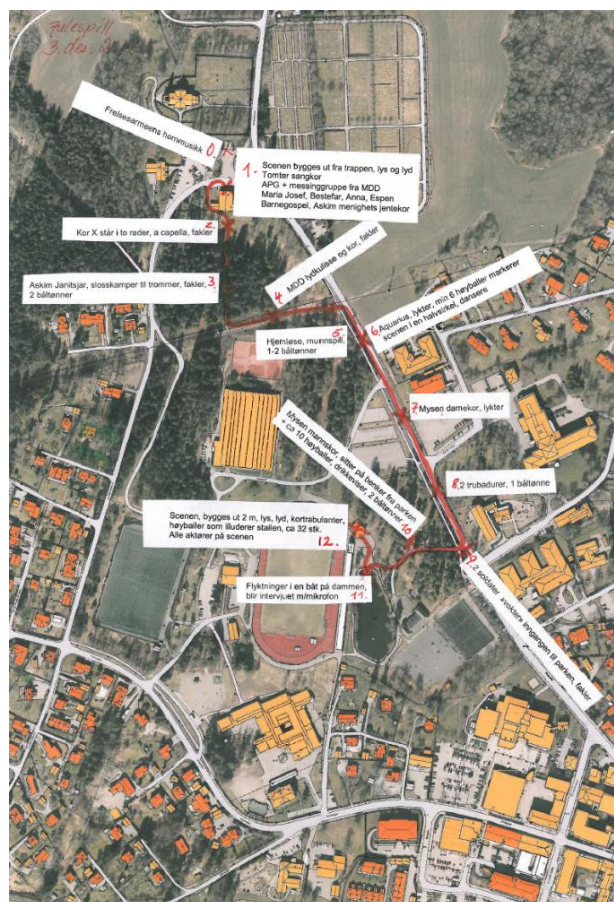 Julespill
3. des. 2
Frelsesarmeens hornmusikk 0.
1. Scenen bygges ut fra trappen, lys og lyd
Tomter sangkor
APG + messinggruppe fra MDD
Maria Josef, Bestefar, Anna, Espen
Barnegospel, Askim menighets jentekor
2.
Kor X står i to rader, a capella, fakler
Askim Janitsjar, slosskamper til trommer, fakler, 3.
2 båltønner
4 MDD lydkulisse og kor, fakler
Hjemløse, munnspill, 5.
1-2 båltønner
6. Aquarius, lykter, min 6 høyballer markerer
scenen i en halvsirkel, dansere
7. Mysen damekor, lykter
8. 2 trubadurer, 1 båltønne
9. 2 soldater «vokter» inngangen til parken, fakler
Mysen mannskor, sitter på benker fra parken
+ ca 10 høyballer, drikkeviser, 2 båltønner 10.
Flyktninger i en båt på dammen,
blir intervjuet m/mikrofon 11.
Scenen, bygges ut 2 m, lys, lyd, kortrabulanter,
høyballer som illuderer stallen, ca 32 stk.
Alle aktører på scenen
12.